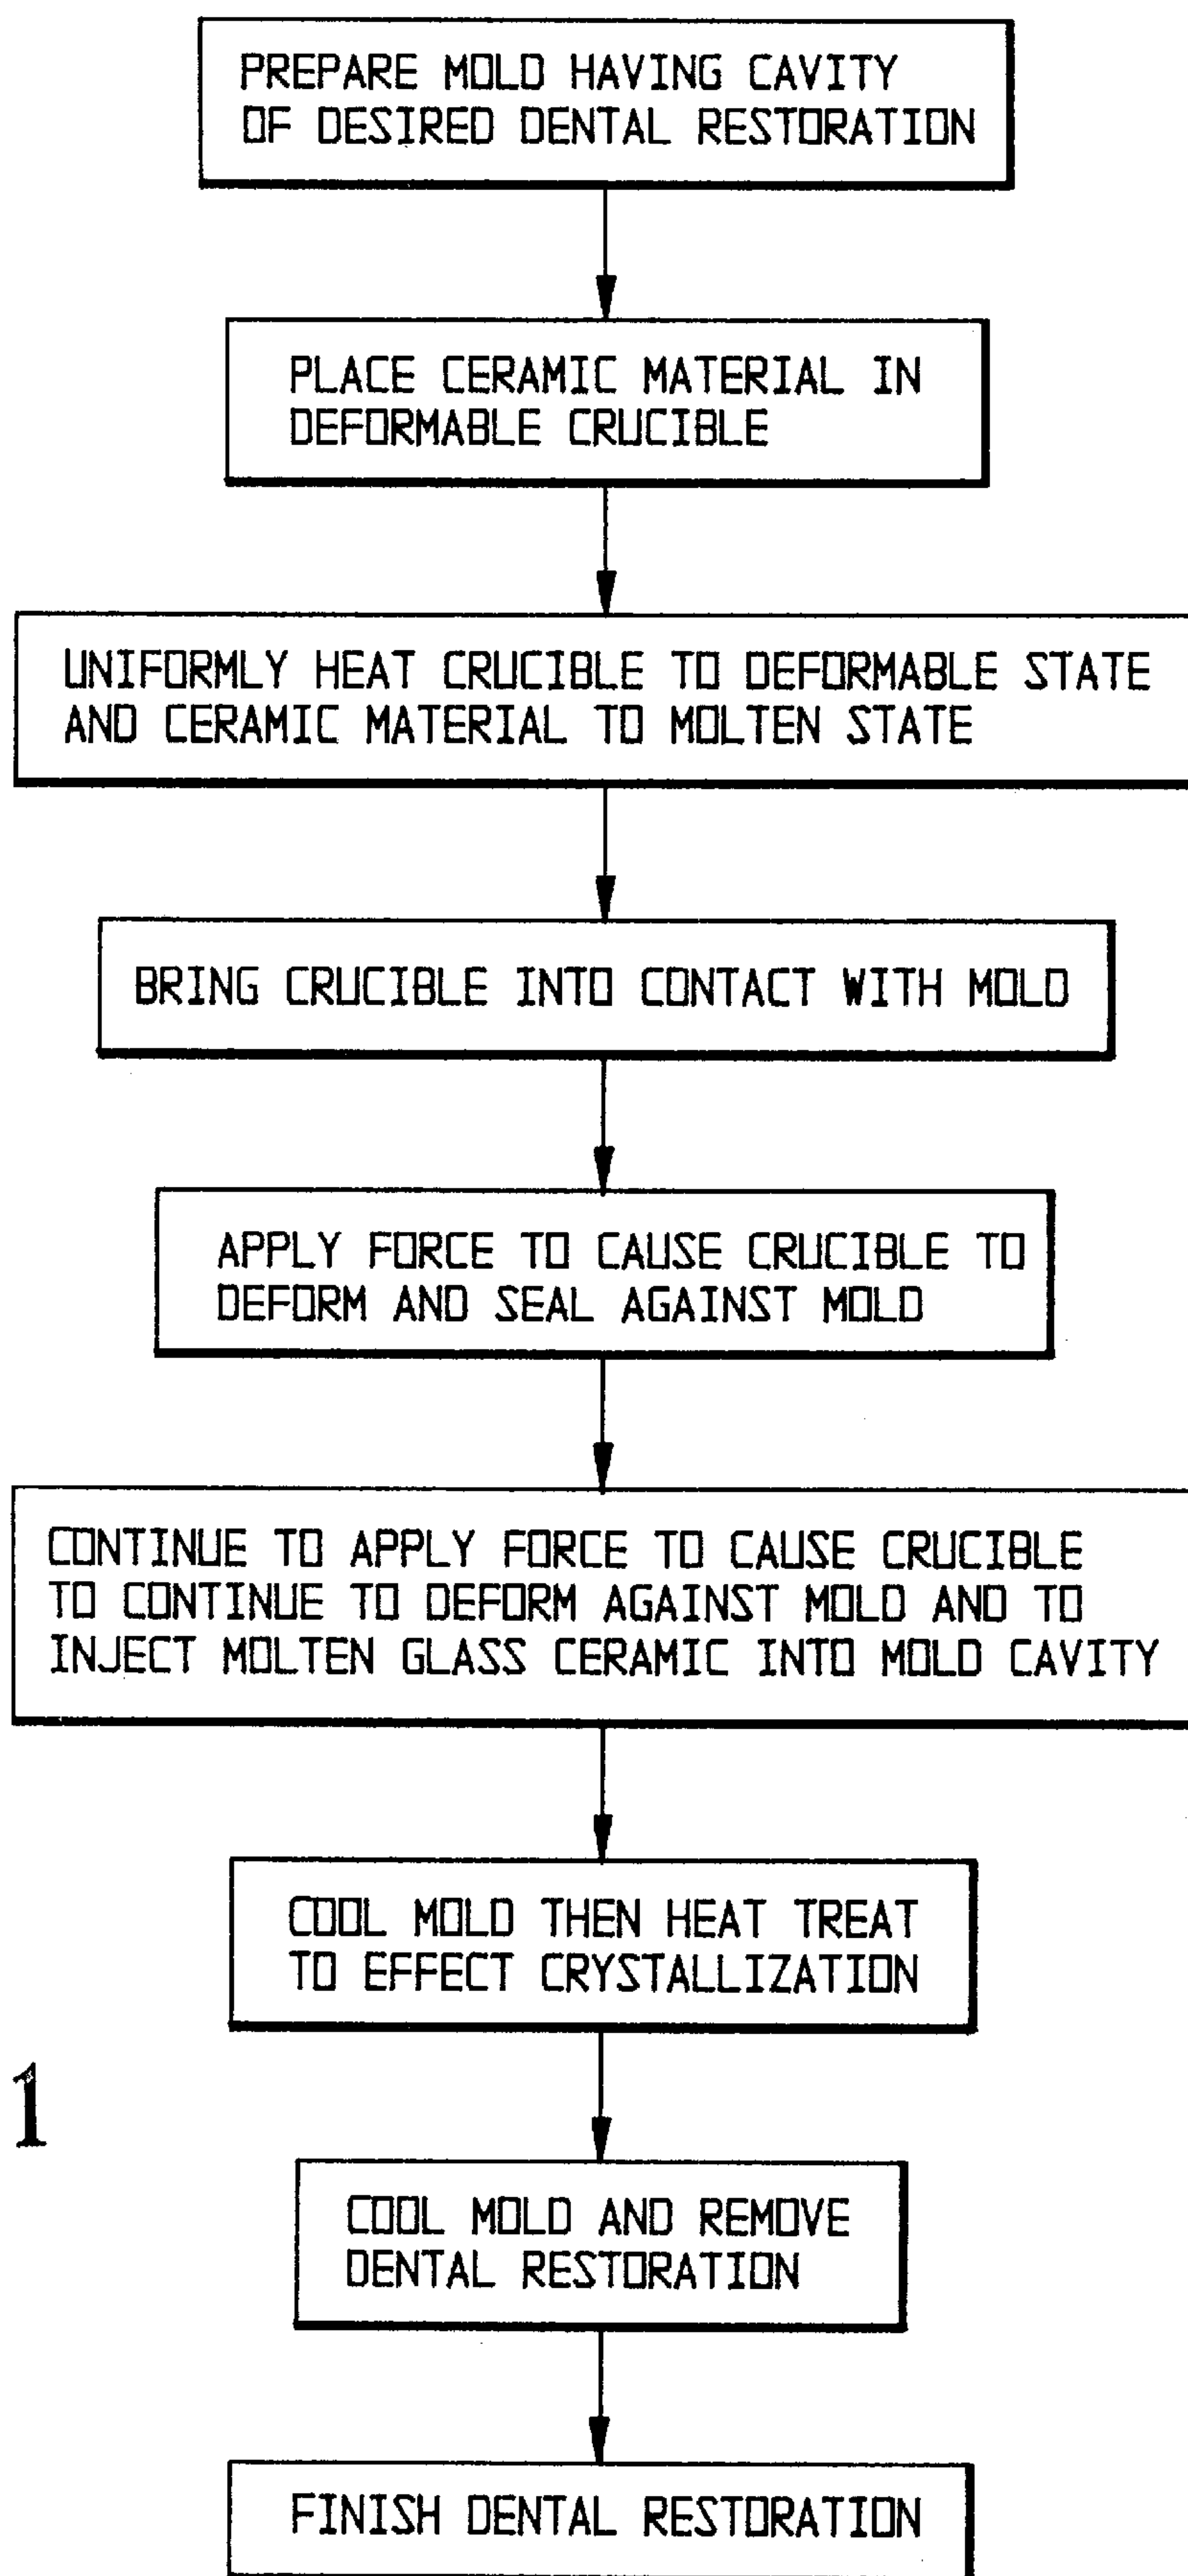 PREPARE MOLD HAVING CAVITY
OF DESIRED DENTAL RESTORATION
PLACE CERAMIC MATERIAL IN
DEFORMABLE CRUCIBLE
UNIFORMLY HEAT CRUCIBLE TO DEFORMABLE STATE
AND CERAMIC MATERIAL TO MOLTEN STATE
BRING CRUCIBLE INTO CONTACT WITH MOLD
APPLY FORCE TO CAUSE CRUCIBLE TO
DEFORM AND SEAL AGAINST MOLD
CONTINUE TO APPLY FORCE TO CAUSE CRUCIBLE
TO CONTINUE TO DEFORM AGAINST MOLD AND TO
INJECT MOLTEN GLASS CERAMIC INTO MOLD CAVITY
COOL MOLD THEN HEAT TREAT
TO EFFECT CRYSTALLIZATION
1
COOL MOLD AND REMOVE
DENTAL RESTORATION
FINISH DENTAL RESTORATION